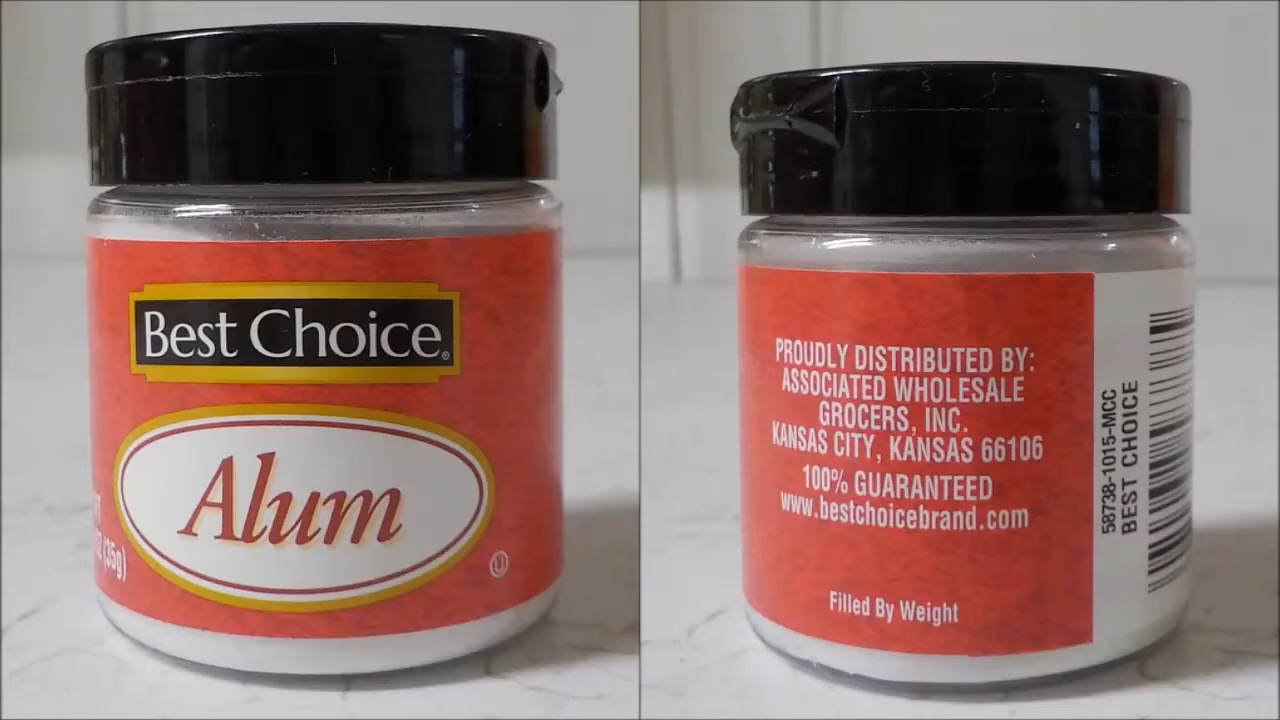 Best Choice®
Alum
(35g)
U
PROUDLY DISTRIBUTED BY:
ASSOCIATED WHOLESALE
GROCERS, INC.
KANSAS CITY, KANSAS 66106
100% GUARANTEED
www.bestchoicebrand.com
Filled By Weight
58738-1015-MCC
BEST CHOICE